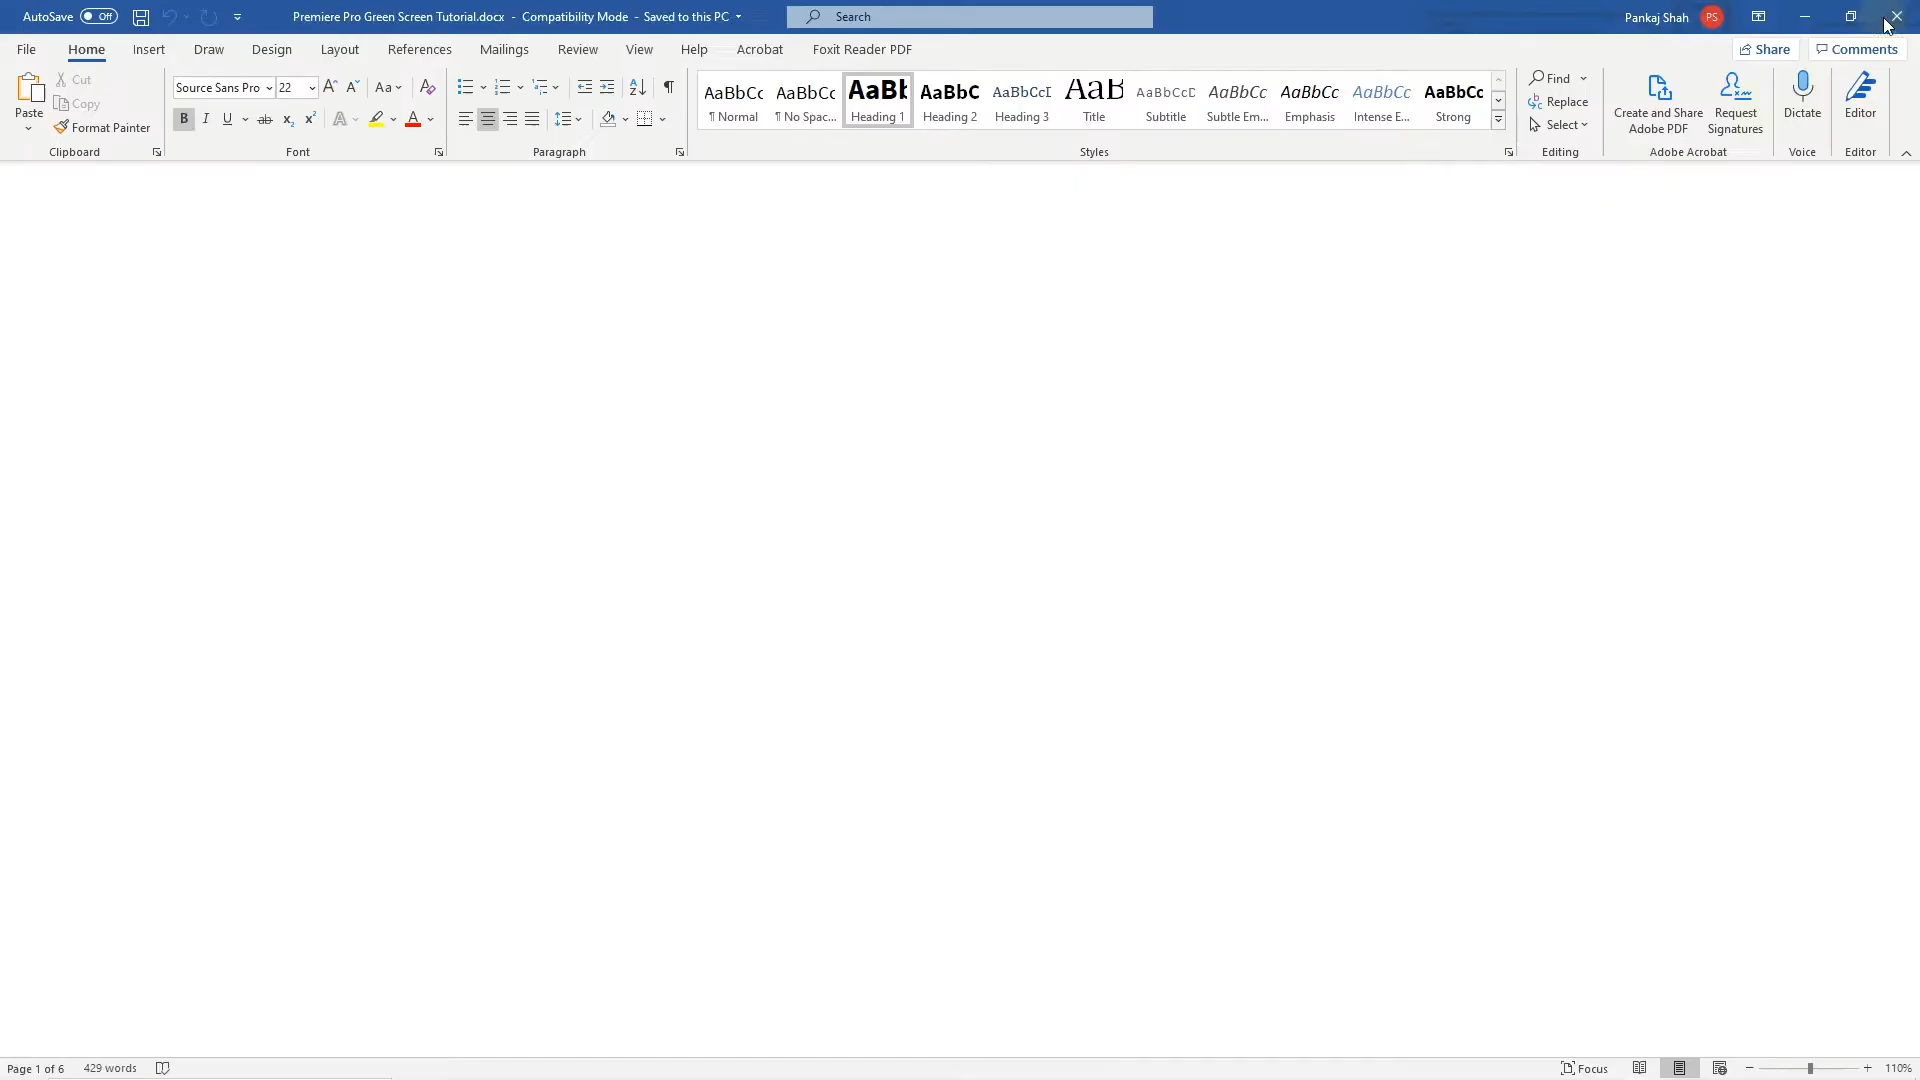 AutoSave Off Premiere Pro Green Screen Tutorial.docx - Compatibility Mode - Saved to this PC Search Pankaj Shah PS
File Home Insert Draw Design Layout References Mailings Review View Help Acrobat Foxit Reader PDF Share Comments
Paste
Cut
Copy
Format Painter
Clipboard
Source Sans Pro 22
Font
Paragraph
AaBbCc AaBbCc AaBb AaBbC AaBbCcD AaB AaBbCcD AaBbCc AaBbCc AaBbCc AaBbCc
¶ Normal ¶ No Spac... Heading 1 Heading 2 Heading 3 Title Subtitle Subtle Em... Emphasis Intense E... Strong
Styles
Find
Replace
Select
Editing
Create and Share
Adobe PDF
Request
Signatures
Adobe Acrobat
Dictate
Voice
Editor
Editor
Page 1 of 6 429 words Focus 110%